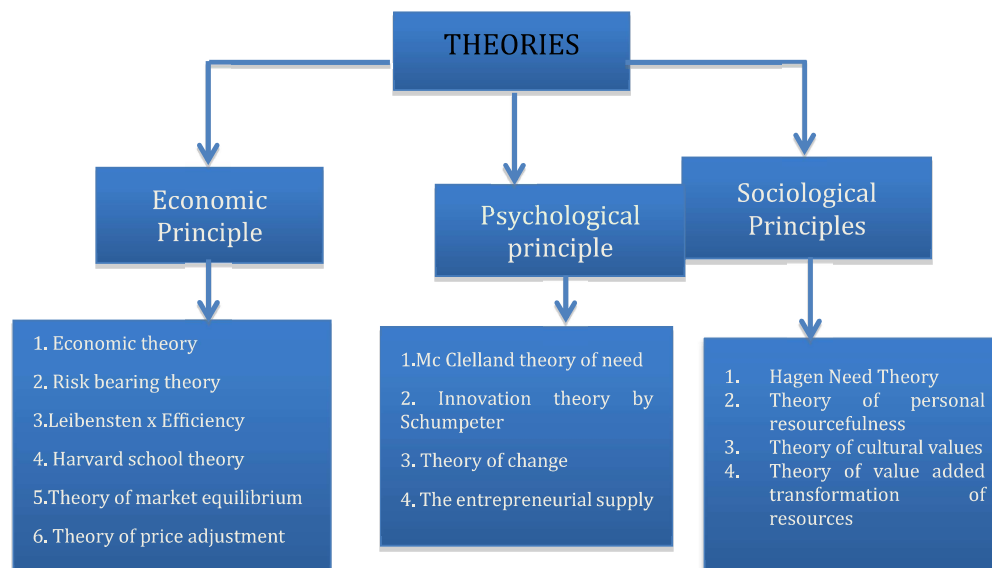 THEORIES
Economic
Principle
Psychological
principle
Sociological
Principles
1. Economic theory
2. Risk bearing theory
3.Leibensten x Efficiency
4. Harvard school theory
5.Theory of market equilibrium
6. Theory of price adjustment
1.Mc Clelland theory of need
2. Innovation theory by
Schumpeter
3. Theory of change
4. The entrepreneurial supply
1. Hagen Need Theory
2. Theory of personal
resourcefulness
3. Theory of cultural values
4. Theory of value added
transformation of
resources